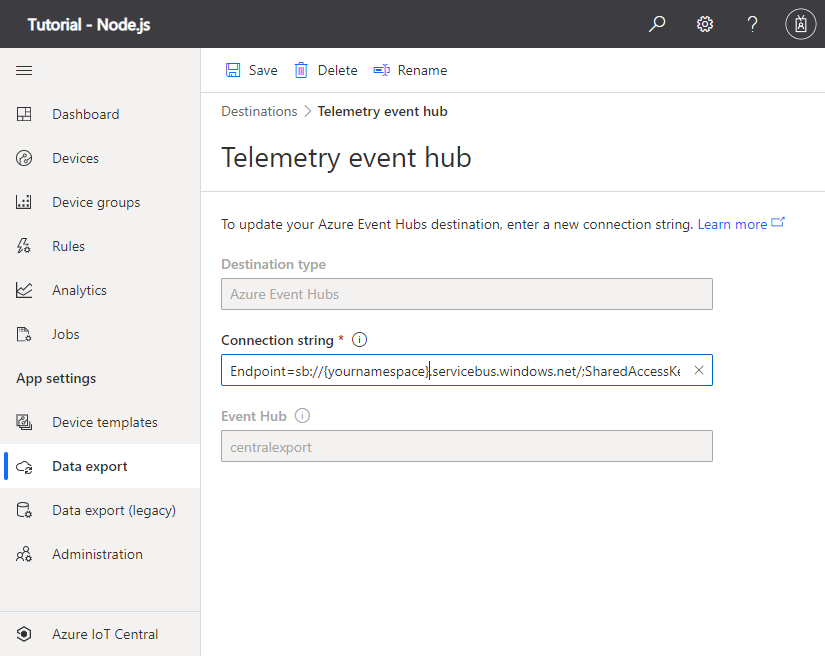 Tutorial - Node.js
?
Save
Delete
Rename
Dashboard
Devices
Device groups
Rules
Analytics
Jobs
App settings
Device templates
Data export
Data export (legacy)
Administration
Azure IoT Central
Destinations > Telemetry event hub
Telemetry event hub
To update your Azure Event Hubs destination, enter a new connection string. Learn more
Destination type
Azure Event Hubs
Connection string *
Endpoint=sb://{yournamespace}.servicebus.windows.net/;SharedAccessKe
Event Hub
centralexport